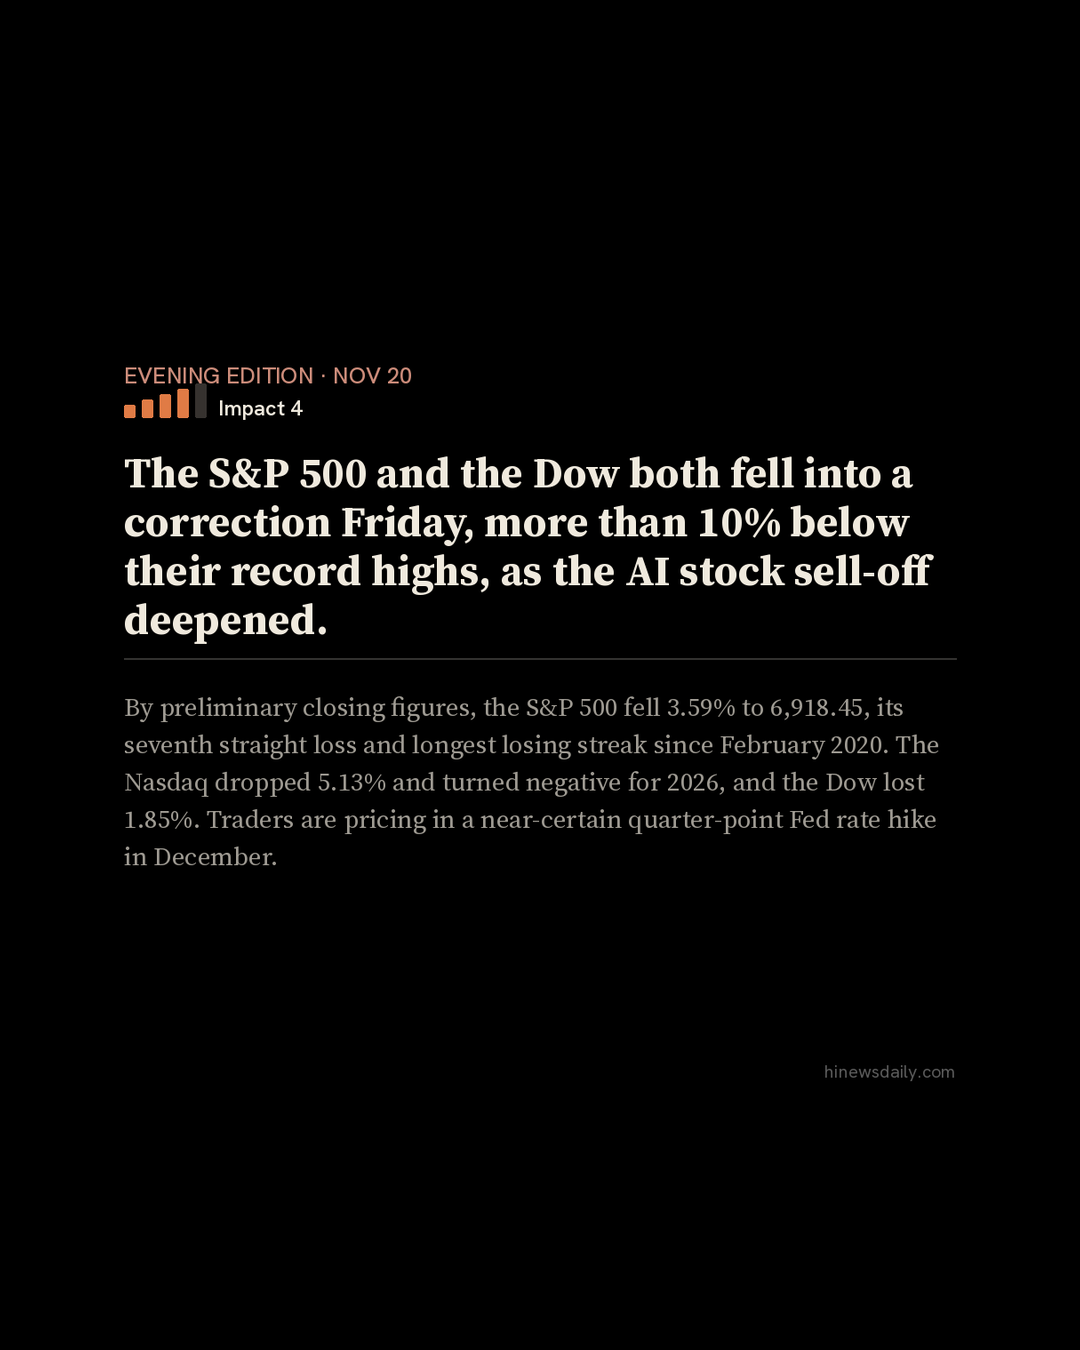 EVENING EDITION · NOV 20
Impact 4
The S&P 500 and the Dow both fell into a
correction Friday, more than 10% below
their record highs, as the AI stock sell-off
deepened.
By preliminary closing figures, the S&P 500 fell 3.59% to 6,918.45, its
seventh straight loss and longest losing streak since February 2020. The
Nasdaq dropped 5.13% and turned negative for 2026, and the Dow lost
1.85%. Traders are pricing in a near-certain quarter-point Fed rate hike
in December.
hinewsdaily.com